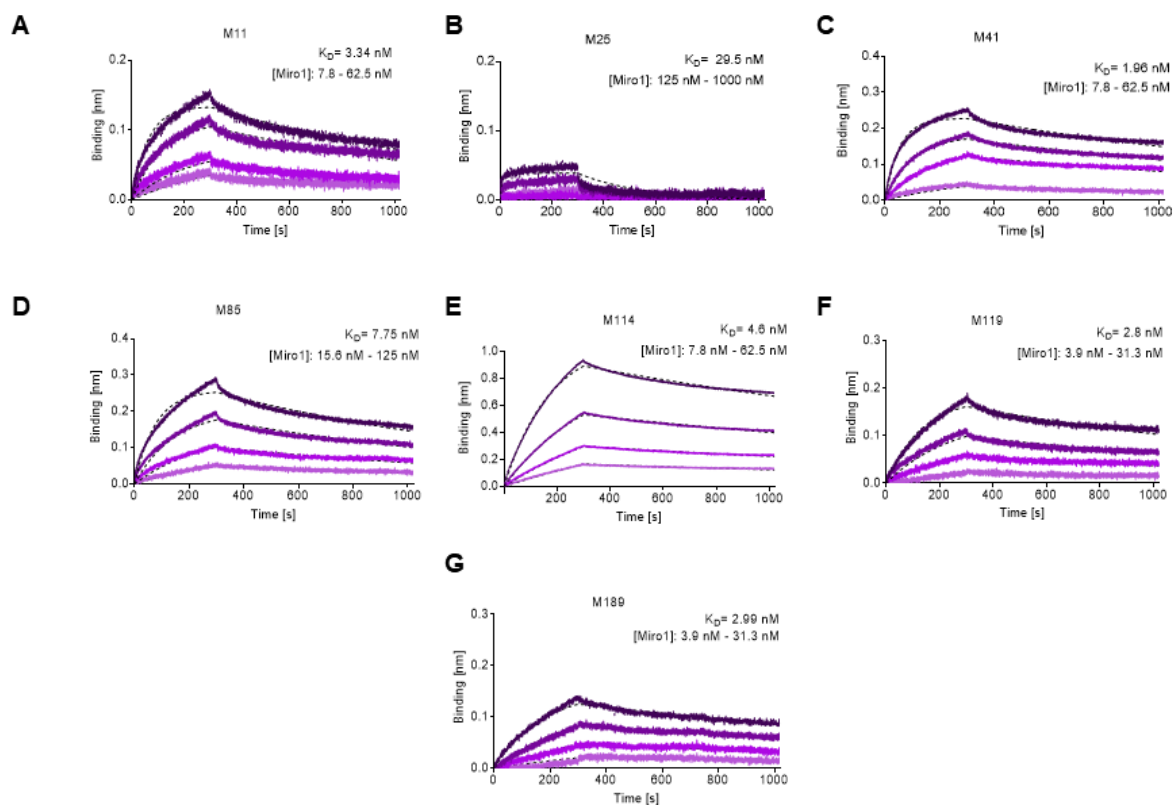 A
M11
K_D= 3.34 nM
[Miro1]: 7.8 - 62.5 nM
Binding [nm]
0.2
0.1
0.0
0 200 400 600 800 1000
Time [s]
B
M25
K_D= 29.5 nM
[Miro1]: 125 nM - 1000 nM
Binding [nm]
0.2
0.1
0.0
0 200 400 600 800 1000
Time [s]
C
M41
K_D= 1.96 nM
[Miro1]: 7.8 - 62.5 nM
Binding [nm]
0.4
0.3
0.2
0.1
0.0
0 200 400 600 800 1000
Time [s]
D
M85
K_D= 7.75 nM
[Miro1]: 15.6 nM - 125 nM
Binding [nm]
0.4
0.3
0.2
0.1
0.0
0 200 400 600 800 1000
Time [s]
E
M114
K_D= 4.6 nM
[Miro1]: 7.8 nM - 62.5 nM
Binding [nm]
1.0
0.8
0.6
0.4
0.2
0.0
200 400 600 800 1000
Time [s]
F
M119
K_D= 2.8 nM
[Miro1]: 3.9 nM - 31.3 nM
Binding [nm]
0.3
0.2
0.1
0.0
0 200 400 600 800 1000
Time [s]
G
M189
K_D= 2.99 nM
[Miro1]: 3.9 nM - 31.3 nM
Binding [nm]
0.3
0.2
0.1
0.0
0 200 400 600 800 1000
Time [s]